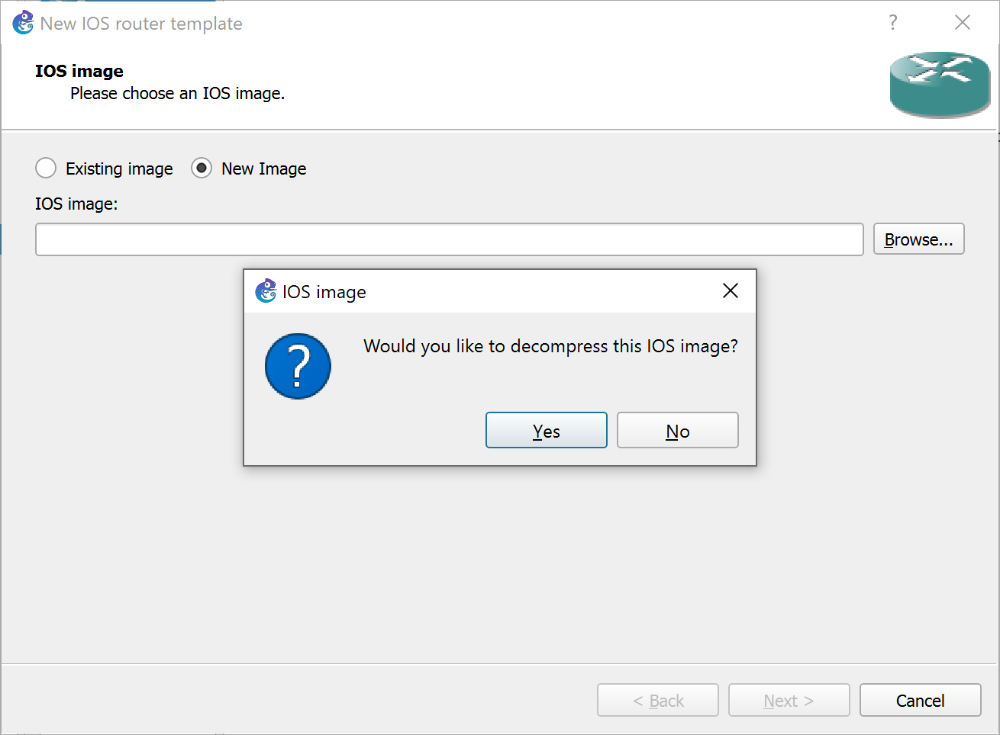 New IOS router template
?
IOS image
Please choose an IOS image.
Existing image
New Image
IOS image:
Browse...
IOS image
?
Would you like to decompress this IOS image?
Yes
No
< Back
Next >
Cancel